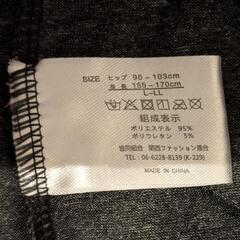 SIZE ヒップ 90-103cm
身長 155-170cm
L-LL
組成表示
ポリエステル 95%
ポリウレタン 5%
協同組合 関西ファッション連合
TEL: 06-6228-8139 (K-229)
MADE IN CHINA